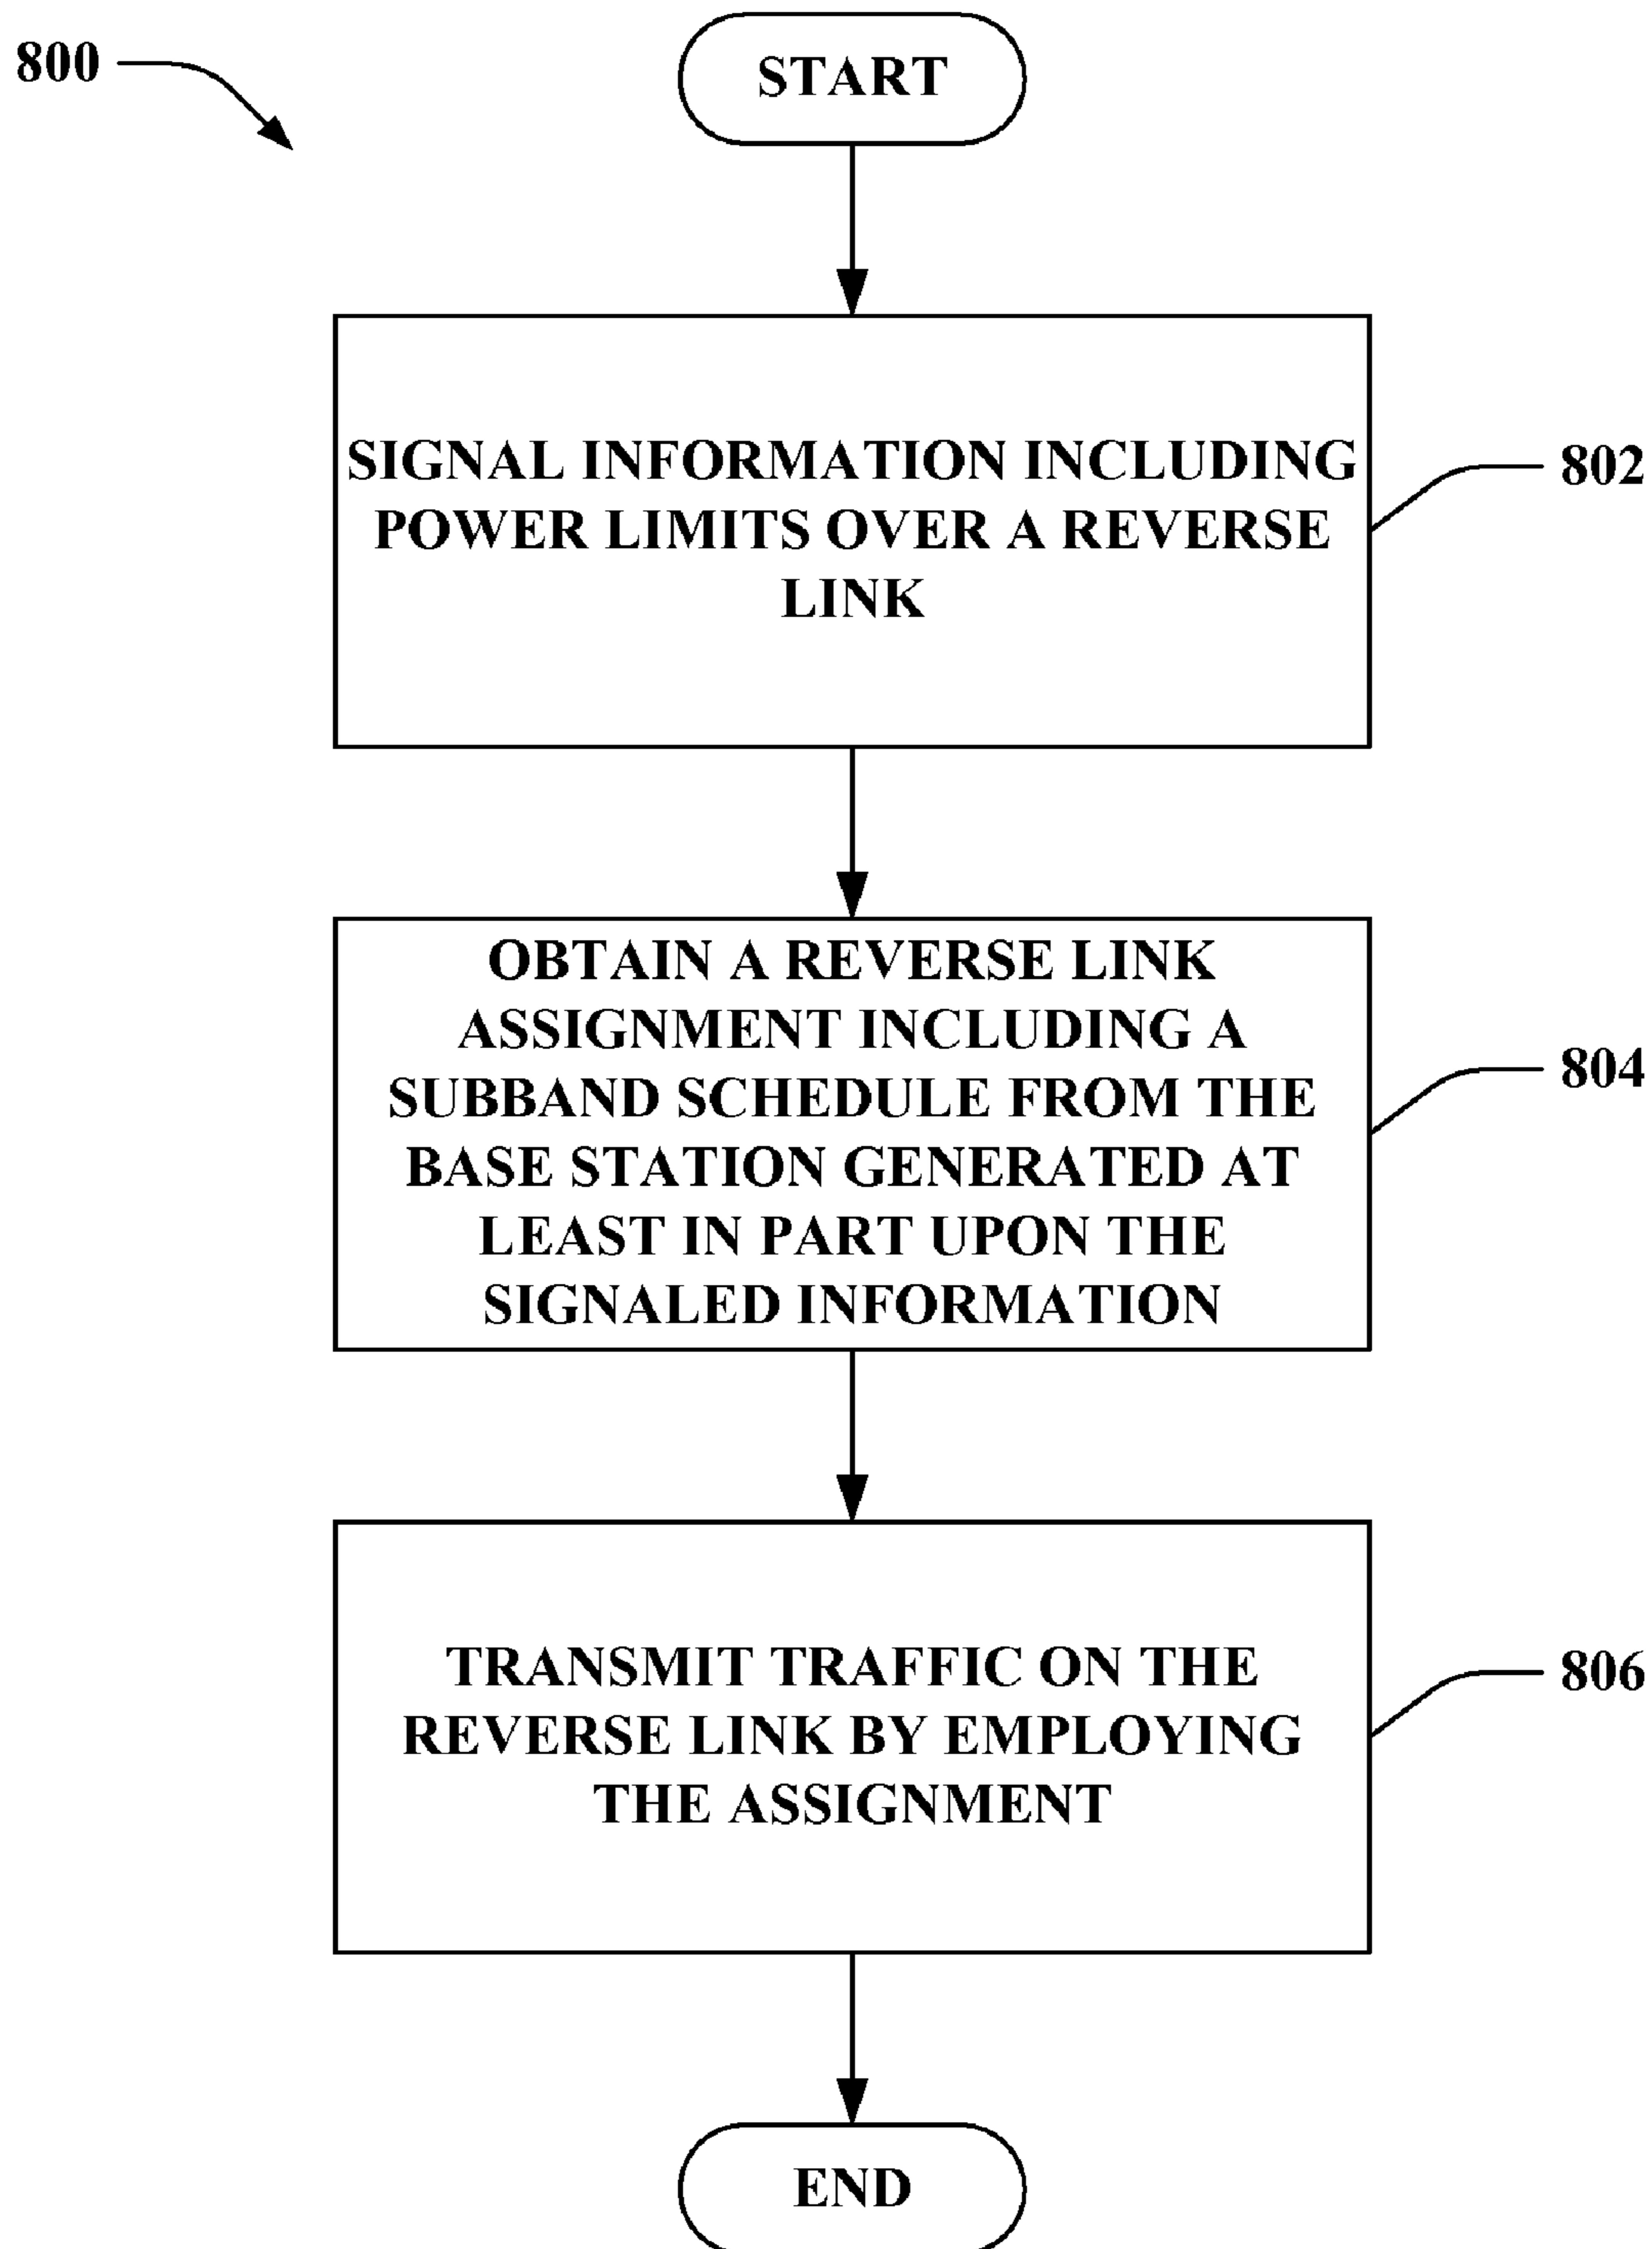 800
START
SIGNAL INFORMATION INCLUDING
POWER LIMITS OVER A REVERSE
LINK
802
OBTAIN A REVERSE LINK
ASSIGNMENT INCLUDING A
SUBBAND SCHEDULE FROM THE
BASE STATION GENERATED AT
LEAST IN PART UPON THE
SIGNALED INFORMATION
804
TRANSMIT TRAFFIC ON THE
REVERSE LINK BY EMPLOYING
THE ASSIGNMENT
806
END